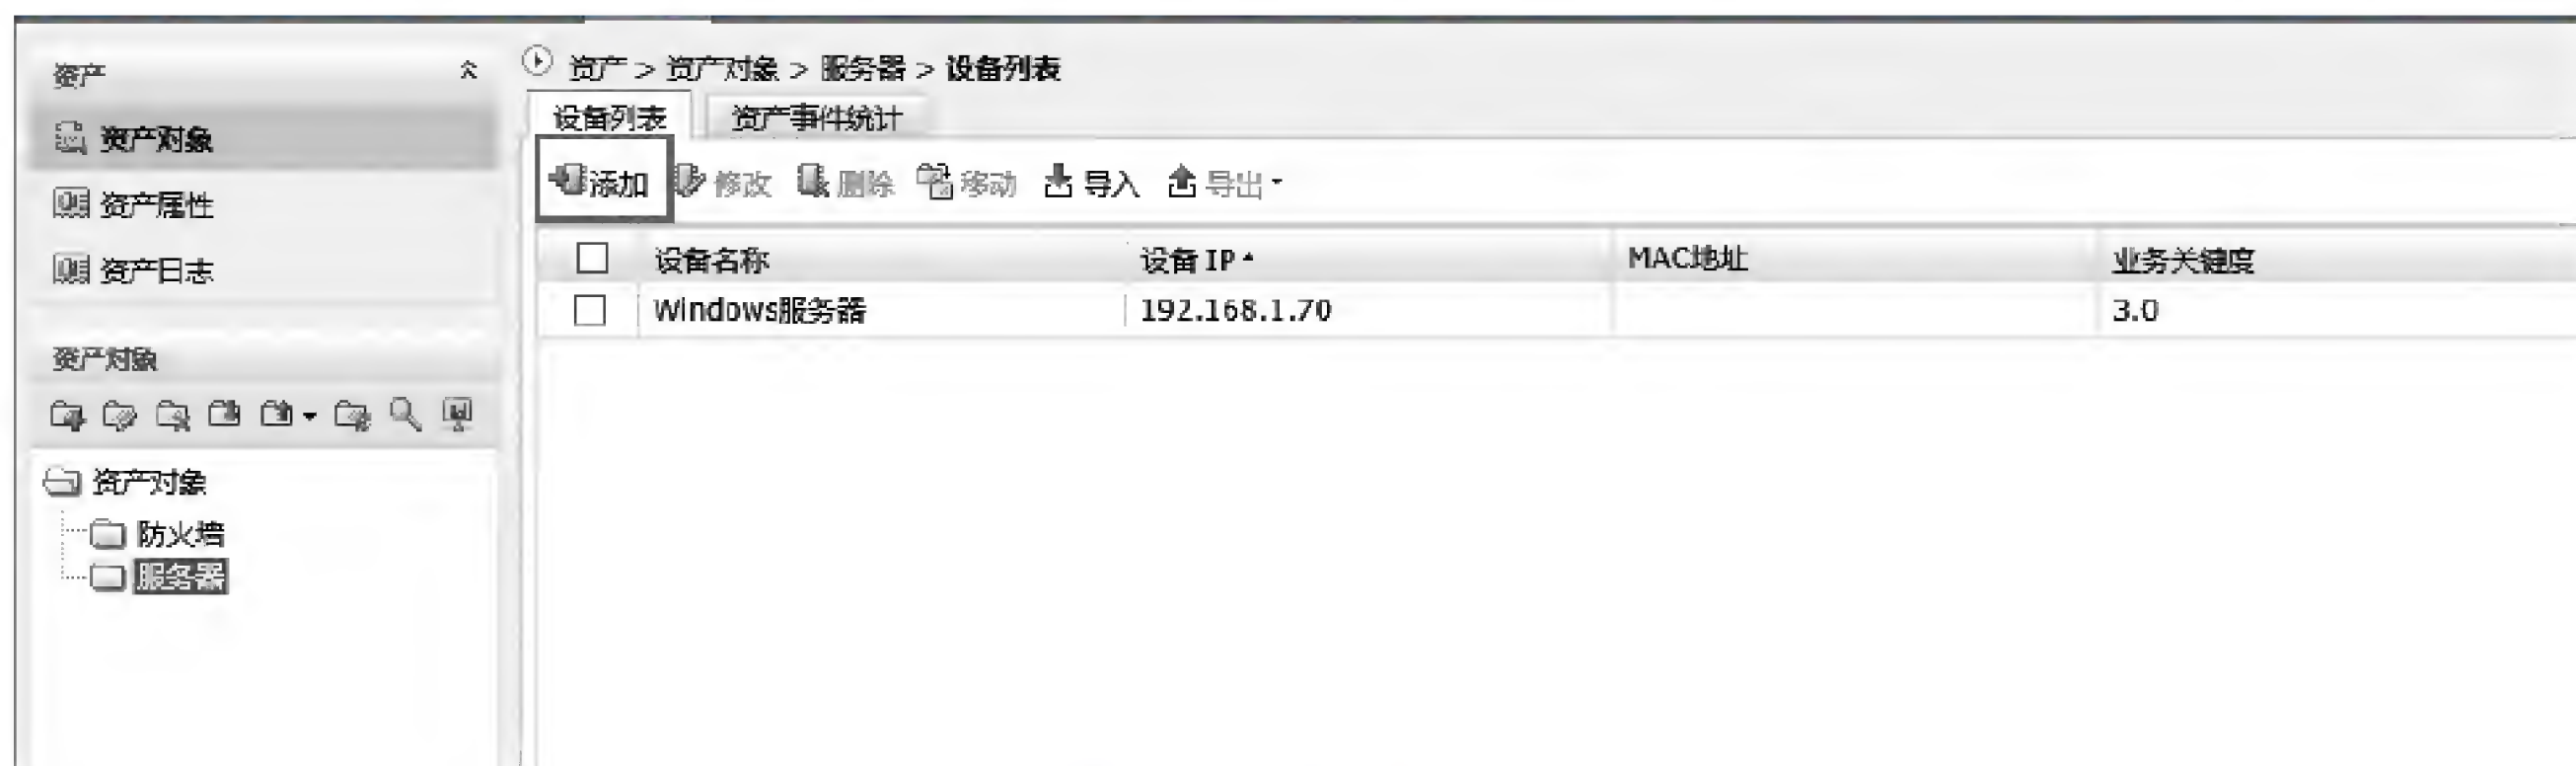 资产
资产对象
资产属性
资产日志
资产对象
资产对象
防火墙
服务器
资产 > 资产对象 > 服务器 > 设备列表
设备列表 资产事件统计
添加 修改 删除 移动 导入 导出
设备名称 设备 IP MAC地址 业务关键度
Windows服务器 192.168.1.70 3.0